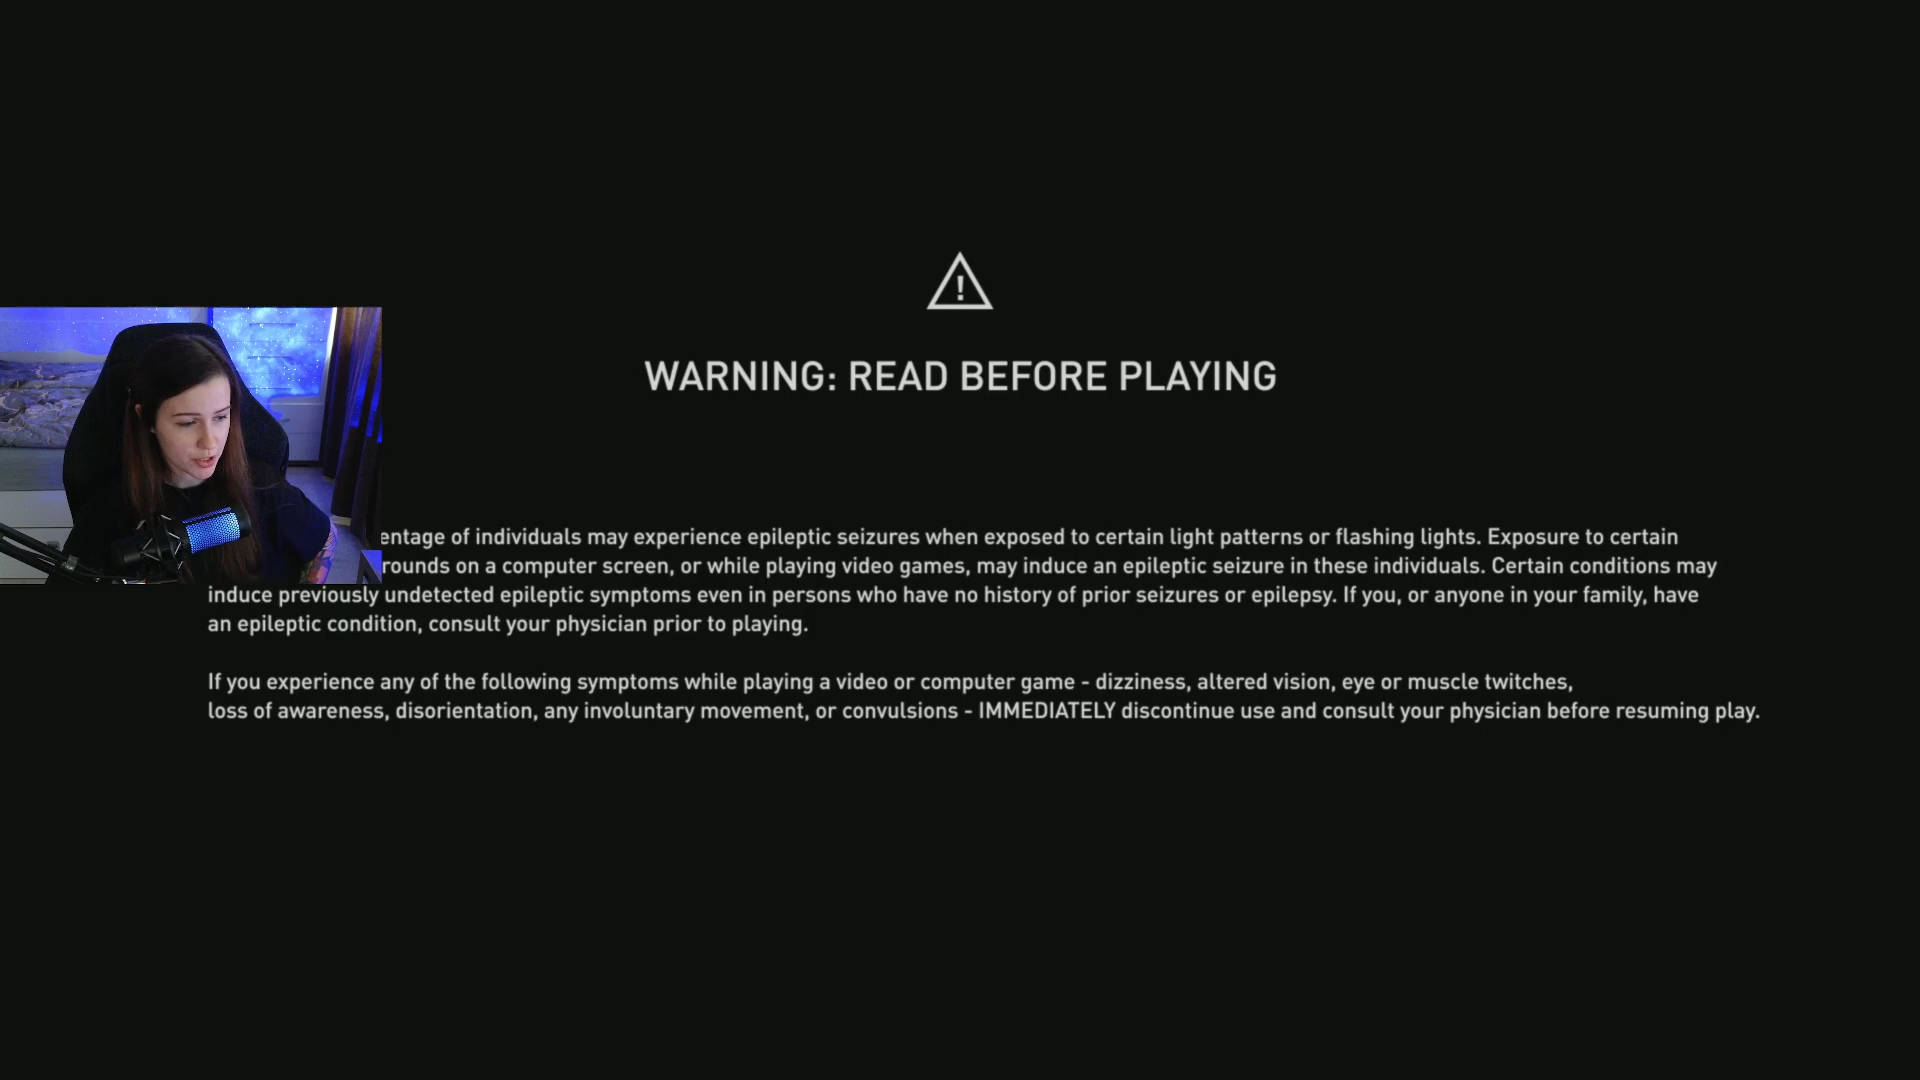 WARNING: READ BEFORE PLAYING
of individuals may experience epileptic seizures when exposed to certain light patterns or flashing lights. Exposure to certain
on a computer screen, or while playing video games, may induce an epileptic seizure in these individuals. Certain conditions may
induce previously undetected epileptic symptoms even in persons who have no history of prior seizures or epilepsy. If you, or anyone in your family, have
an epileptic condition, consult your physician prior to playing.
If you experience any of the following symptoms while playing a video or computer game - dizziness, altered vision, eye or muscle twitches,
loss of awareness, disorientation, any involuntary movement, or convulsions - IMMEDIATELY discontinue use and consult your physician before resuming play.